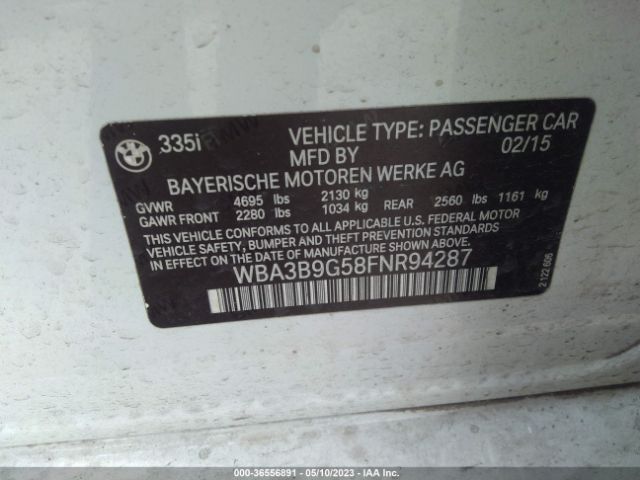 335i VEHICLE TYPE: PASSENGER CAR
MFD BY 02/15
BAYERISCHE MOTOREN WERKE AG
GVWR 4695 lbs 2130 kg
GAWR FRONT 2280 lbs 1034 kg REAR 2560 lbs 1161 kg
THIS VEHICLE CONFORMS TO ALL APPLICABLE U.S. FEDERAL MOTOR
VEHICLE SAFETY, BUMPER AND THEFT PREVENTION STANDARDS
IN EFFECT ON THE DATE OF MANUFACTURE SHOWN ABOVE.
WBA3B9G58FNR94287
2 122 606
000-36556891 - 05/10/2023 - IAA Inc.